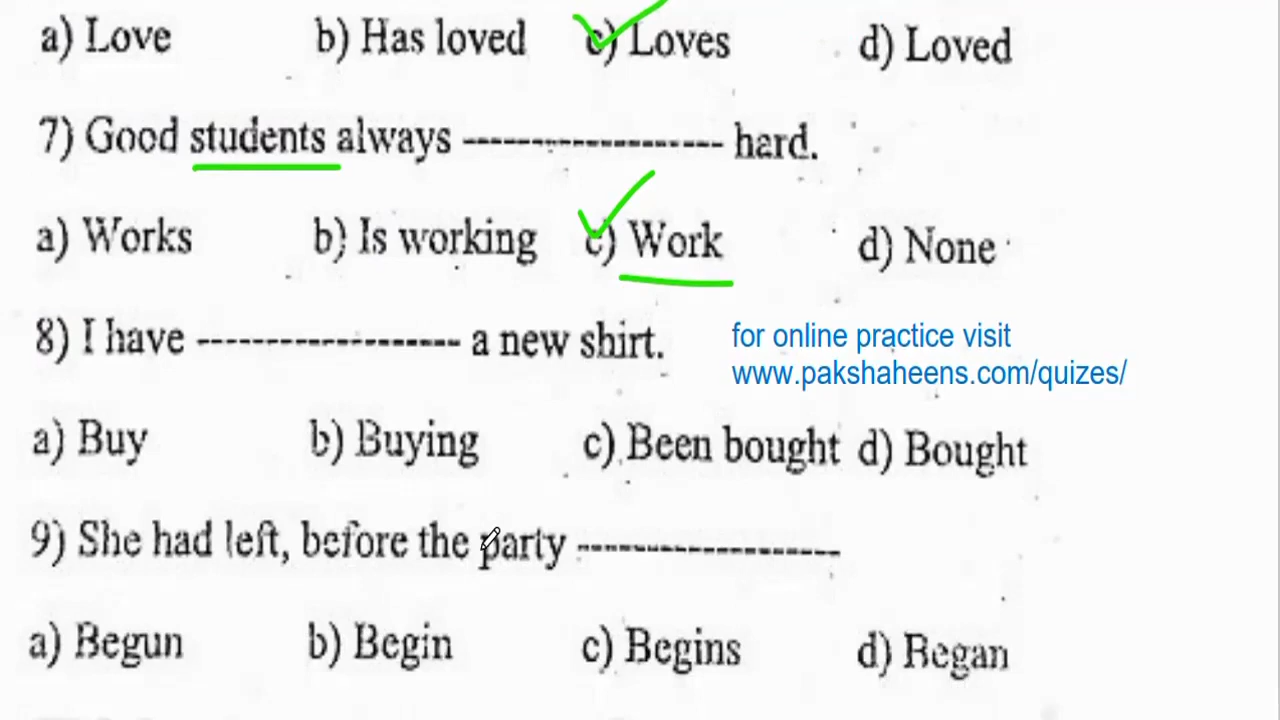 a) Love b) Has loved c) Loves d) Loved
7) Good students always ------------------- hard.
a) Works b) Is working c) Work d) None
8) I have ------------------- a new shirt.
for online practice visit
www.pakshaheens.com/quizes/
a) Buy b) Buying c) Been bought d) Bought
9) She had left, before the party -------------------
a) Begun b) Begin c) Begins d) Began